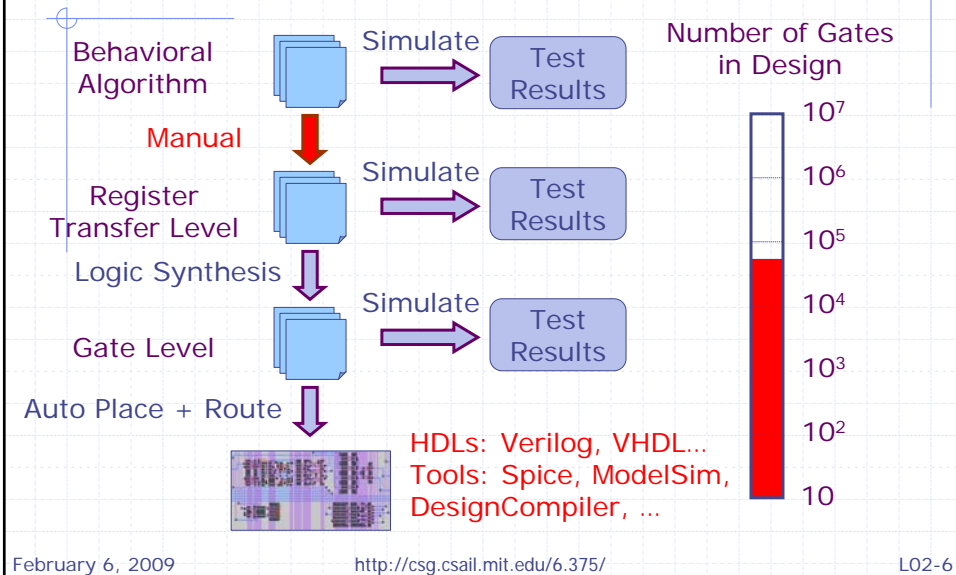 Behavioral
Algorithm
Simulate
Test
Results
Manual
Register
Transfer Level
Simulate
Test
Results
Logic Synthesis
Gate Level
Simulate
Test
Results
Auto Place + Route
HDLs: Verilog, VHDL...
Tools: Spice, ModelSim,
DesignCompiler, ...
Number of Gates
in Design
10⁷
10⁶
10⁵
10⁴
10³
10²
10
February 6, 2009
http://csg.csail.mit.edu/6.375/
L02-6